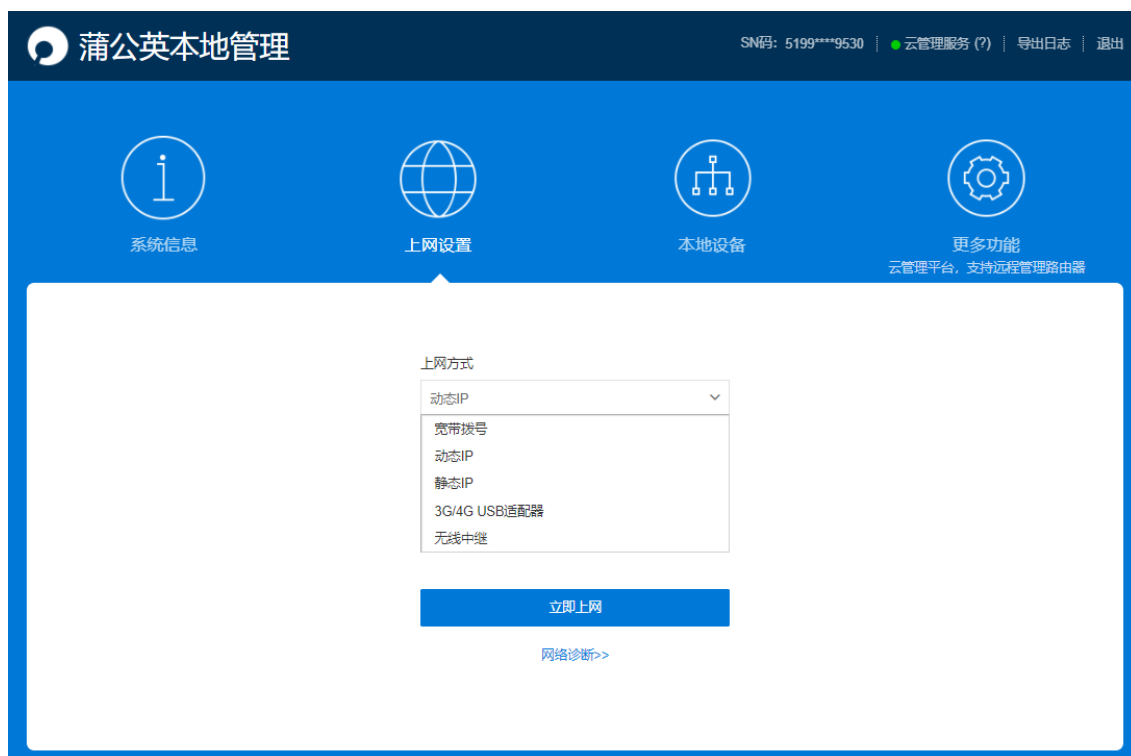 蒲公英本地管理
SN码: 5199****9530 云管理服务 (?) 导出日志 退出
系统信息 上网设置 本地设备 更多功能
云管理平台, 支持远程管理路由器
上网方式
动态IP
宽带拨号
动态IP
静态IP
3G/4G USB适配器
无线中继
立即上网
网络诊断>>